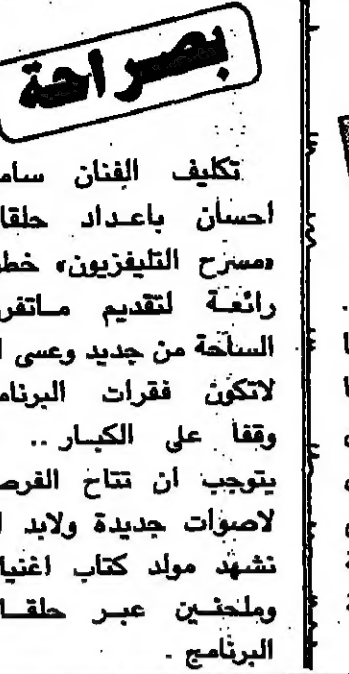 بصراحة
تكليف الفنان سام
احسان باعداد حلقا
«مسرح التليفزيون» خطو
رائعة لتقديم ماتفر
الساحة من جديد وعسى ا
لاتكون فقرات البرنام
وقفا على الكبار ..
يتوجب أن تتاح الفرص
لاصوات جديدة ولابد ا
نشهد مولد كتاب اغنيا
وملحنين عبر حلقا
البرنامج .